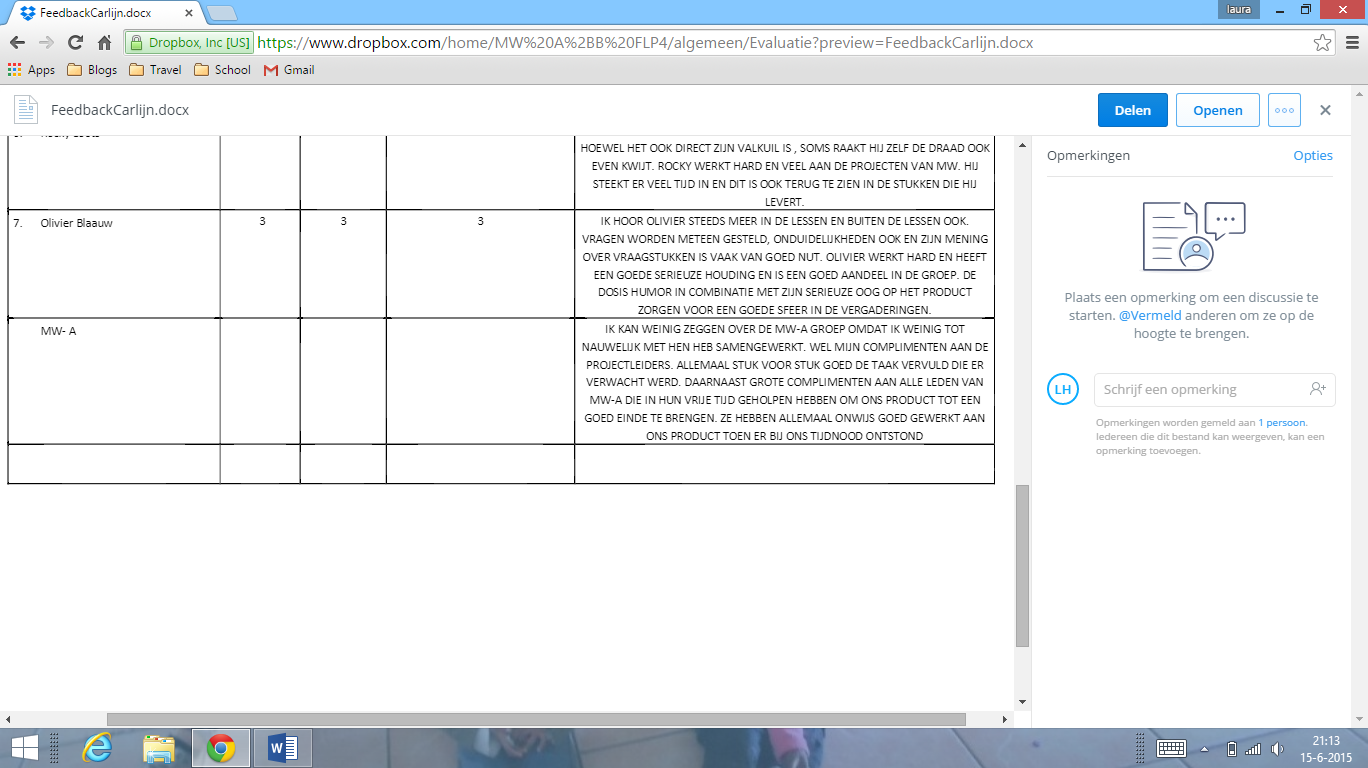 FeedbackCarlijn.docx
laura
Dropbox, Inc [US]
https://www.dropbox.com/home/MW%20A%2BB%20FLP4/algemeen/Evaluatie?preview=FeedbackCarlijn.docx
Apps
Blogs
Travel
School
Gmail
FeedbackCarlijn.docx
Delen
Openen
HOEWEL HET OOK DIRECT ZIJN VALKUIL IS , SOMS RAAKT HIJ ZELF DE DRAAD OOK
EVEN KWIJT. ROCKY WERKT HARD EN VEEL AAN DE PROJECTEN VAN MW. HIJ
STEEKT ER VEEL TIJD IN EN DIT IS OOK TERUG TE ZIEN IN DE STUKKEN DIE HIJ
LEVERT.
7. Olivier Blaauw 3 3 3
IK HOOR OLIVIER STEEDS MEER IN DE LESSEN EN BUITEN DE LESSEN OOK.
VRAGEN WORDEN METEEN GESTELD, ONDUIDELIJKHEDEN OOK EN ZIJN MENING
OVER VRAAGSTUKKEN IS VAAK VAN GOED NUT. OLIVIER WERKT HARD EN HEEFT
EEN GOEDE SERIEUZE HOUDING EN IS EEN GOED AANDEEL IN DE GROEP. DE
DOSIS HUMOR IN COMBINATIE MET ZIJN SERIEUZE OOG OP HET PRODUCT
ZORGEN VOOR EEN GOEDE SFEER IN DE VERGADERINGEN.
MW- A
IK KAN WEINIG ZEGGEN OVER DE MW-A GROEP OMDAT IK WEINIG TOT
NAUWELIJK MET HEN HEB SAMENGEWERKT. WEL MIJN COMPLIMENTEN AAN DE
PROJECTLEIDERS. ALLEMAAL STUK VOOR STUK GOED DE TAAK VERVULD DIE ER
VERWACHT WERD. DAARNAAST GROTE COMPLIMENTEN AAN ALLE LEDEN VAN
MW-A DIE IN HUN VRIJE TIJD GEHOLPEN HEBBEN OM ONS PRODUCT TOT EEN
GOED EINDE TE BRENGEN. ZE HEBBEN ALLEMAAL ONWIJS GOED GEWERKT AAN
ONS PRODUCT TOEN ER BIJ ONS TIJDNOOD ONTSTOND
Opmerkingen
Opties
Plaats een opmerking om een discussie te
starten. @Vermeld anderen om ze op de
hoogte te brengen.
LH
Schrijf een opmerking
Opmerkingen worden gemeld aan 1 persoon.
Iedereen die dit bestand kan weergeven, kan een
opmerking toevoegen.
21:13
15-6-2015